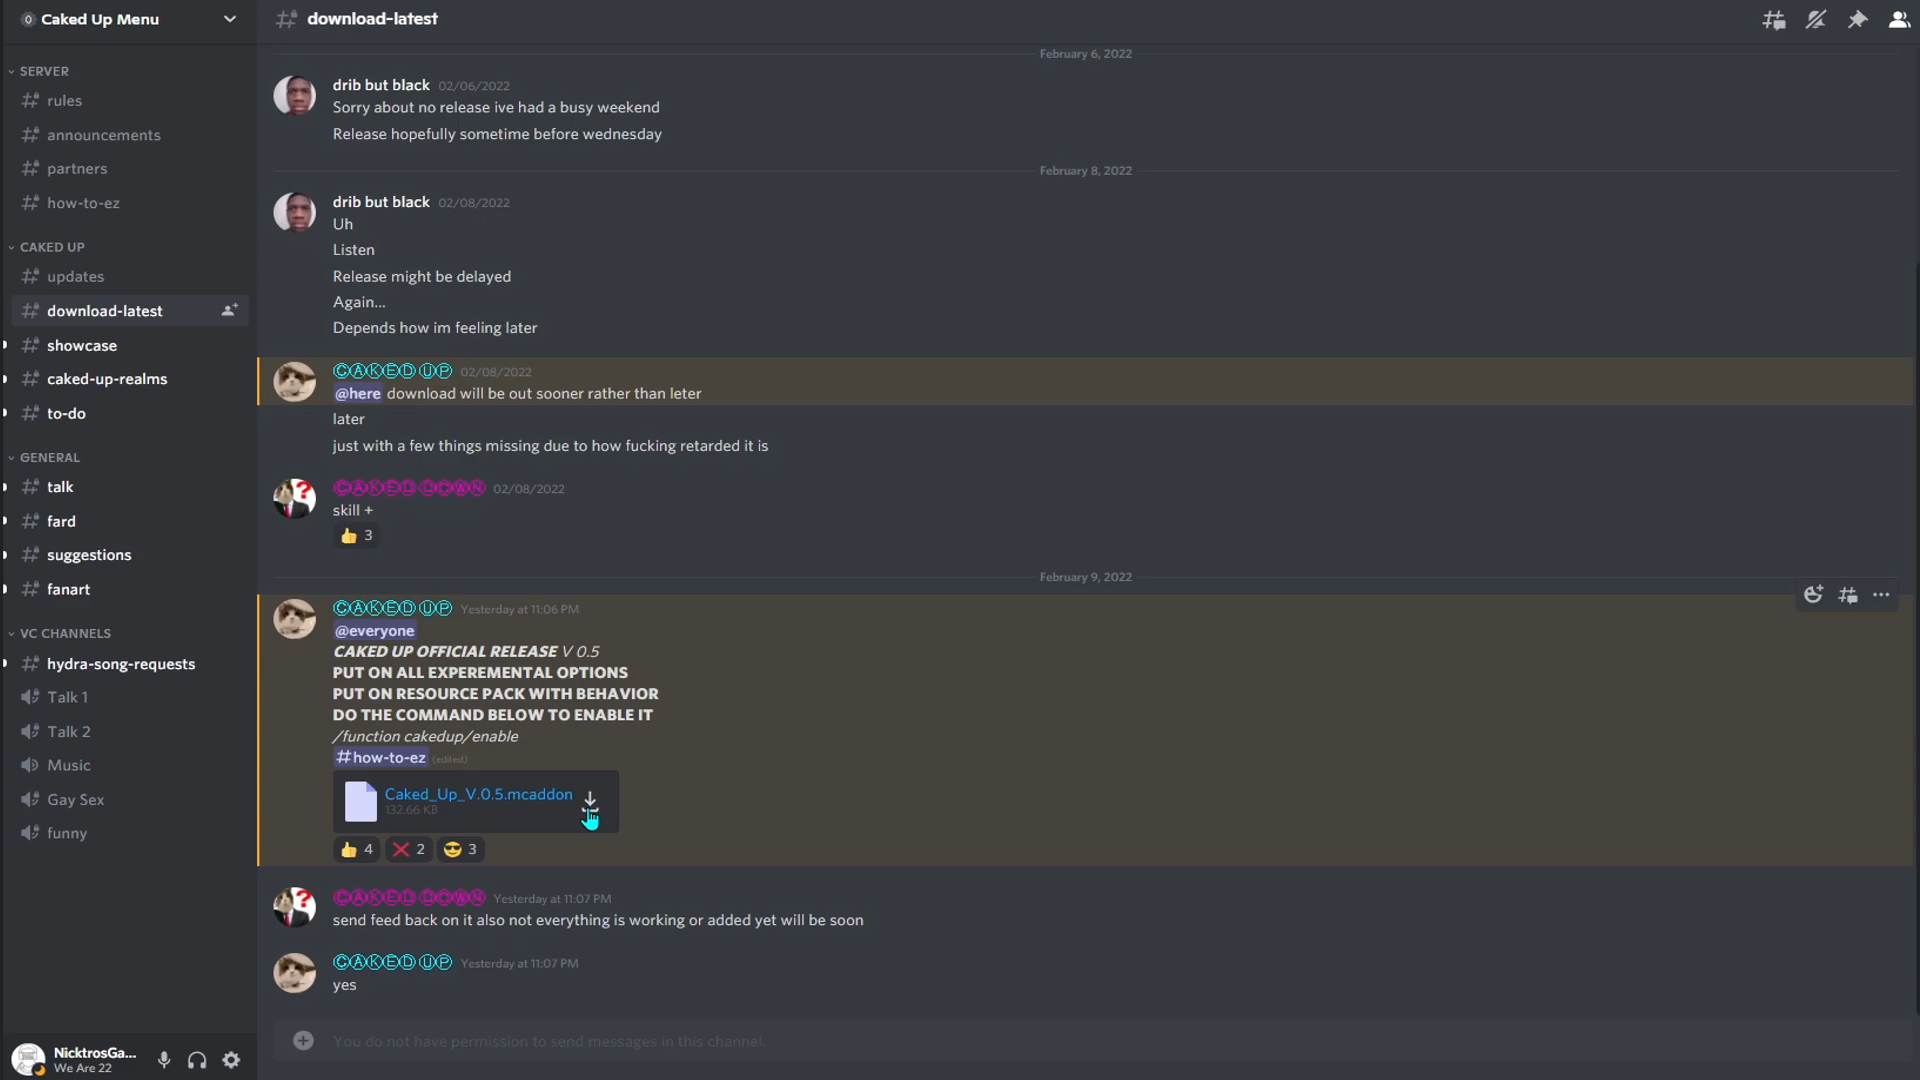 Caked Up Menu
SERVER
rules
announcements
partners
how-to-ez
CAKED UP
updates
download-latest
showcase
caked-up-realms
to-do
GENERAL
talk
fard
suggestions
fanart
VC CHANNELS
hydra-song-requests
Talk 1
Talk 2
Music
Gay Sex
funny
NicktrosGa...
We Are 22
download-latest
February 6, 2022
drib but black 02/06/2022
Sorry about no release ive had a busy weekend
Release hopefully sometime before wednesday
February 8, 2022
drib but black 02/08/2022
Uh
Listen
Release might be delayed
Again...
Depends how im feeling later
ⒸⒶⓀⒺⒹ ⓊⓅ 02/08/2022
@here download will be out sooner rather than leter
later
just with a few things missing due to how fucking retarded it is
ⒸⒶⓀⒺⒹ ⒹⓄⓌⓃ 02/08/2022
skill +
👍 3
February 9, 2022
ⒸⒶⓀⒺⒹ ⓊⓅ Yesterday at 11:06 PM
@everyone
CAKED UP OFFICIAL RELEASE V 0.5
PUT ON ALL EXPEREMENTAL OPTIONS
PUT ON RESOURCE PACK WITH BEHAVIOR
DO THE COMMAND BELOW TO ENABLE IT
/function cakedup/enable
#how-to-ez (edited)
Caked_Up_V.0.5.mcaddon
132.66 KB
👍 4 ❌ 2 😎 3
ⒸⒶⓀⒺⒹ ⒹⓄⓌⓃ Yesterday at 11:07 PM
send feed back on it also not everything is working or added yet will be soon
ⒸⒶⓀⒺⒹ ⓊⓅ Yesterday at 11:07 PM
yes
You do not have permission to send messages in this channel.